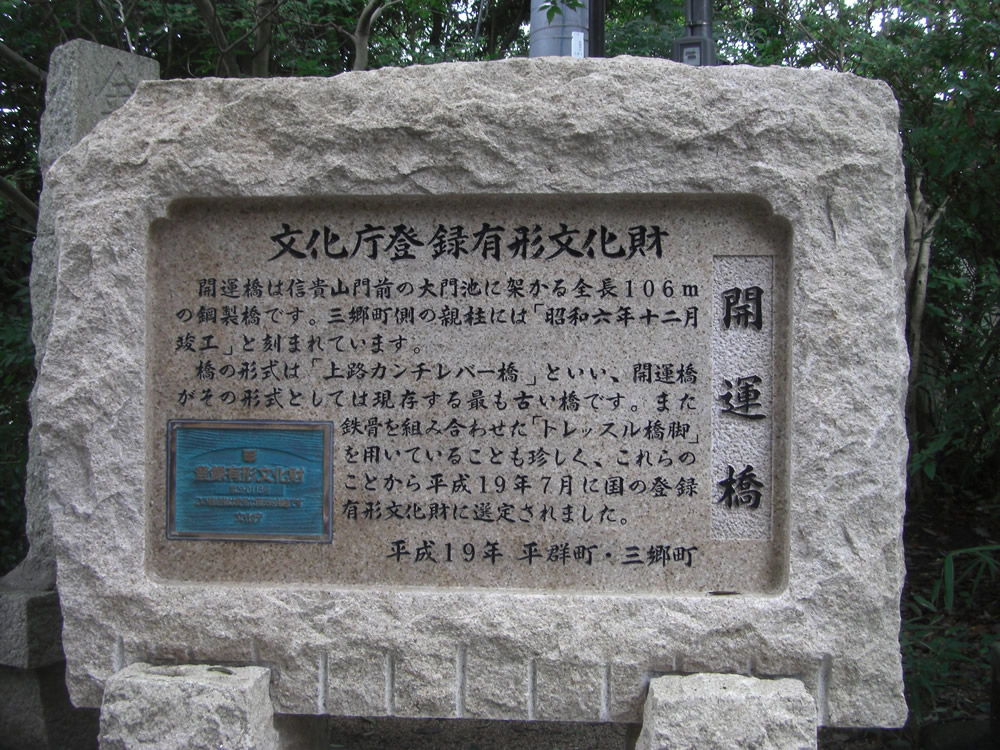 文化庁登録有形文化財
開運橋
開運橋は信貴山門前の大門池に架かる全長106m
の鋼製橋です。三郷町側の親柱には「昭和六年十二月
竣工」と刻まれています。
橋の形式は「上路カンチレバー橋」といい、開運橋
がその形式としては現存する最も古い橋です。また
鉄骨を組み合わせた「トレッスル橋脚」
を用いていることも珍しく、これらの
ことから平成19年7月に国の登録
有形文化財に選定されました。
平成19年 平群町・三郷町
登録有形文化財
文化庁